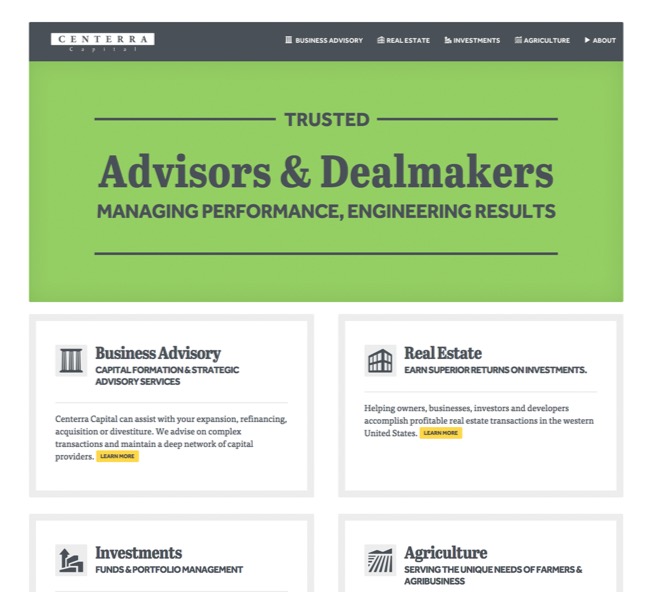 CENTERRA
Capital
BUSINESS ADVISORY
REAL ESTATE
INVESTMENTS
AGRICULTURE
ABOUT
TRUSTED
Advisors & Dealmakers
MANAGING PERFORMANCE, ENGINEERING RESULTS
Business Advisory
CAPITAL FORMATION & STRATEGIC
ADVISORY SERVICES
Centerra Capital can assist with your expansion, refinancing,
acquisition or divestiture. We advise on complex
transactions and maintain a deep network of capital
providers. LEARN MORE
Real Estate
EARN SUPERIOR RETURNS ON INVESTMENTS.
Helping owners, businesses, investors and developers
accomplish profitable real estate transactions in the western
United States. LEARN MORE
Investments
FUNDS & PORTFOLIO MANAGEMENT
Agriculture
SERVING THE UNIQUE NEEDS OF FARMERS &
AGRIBUSINESS